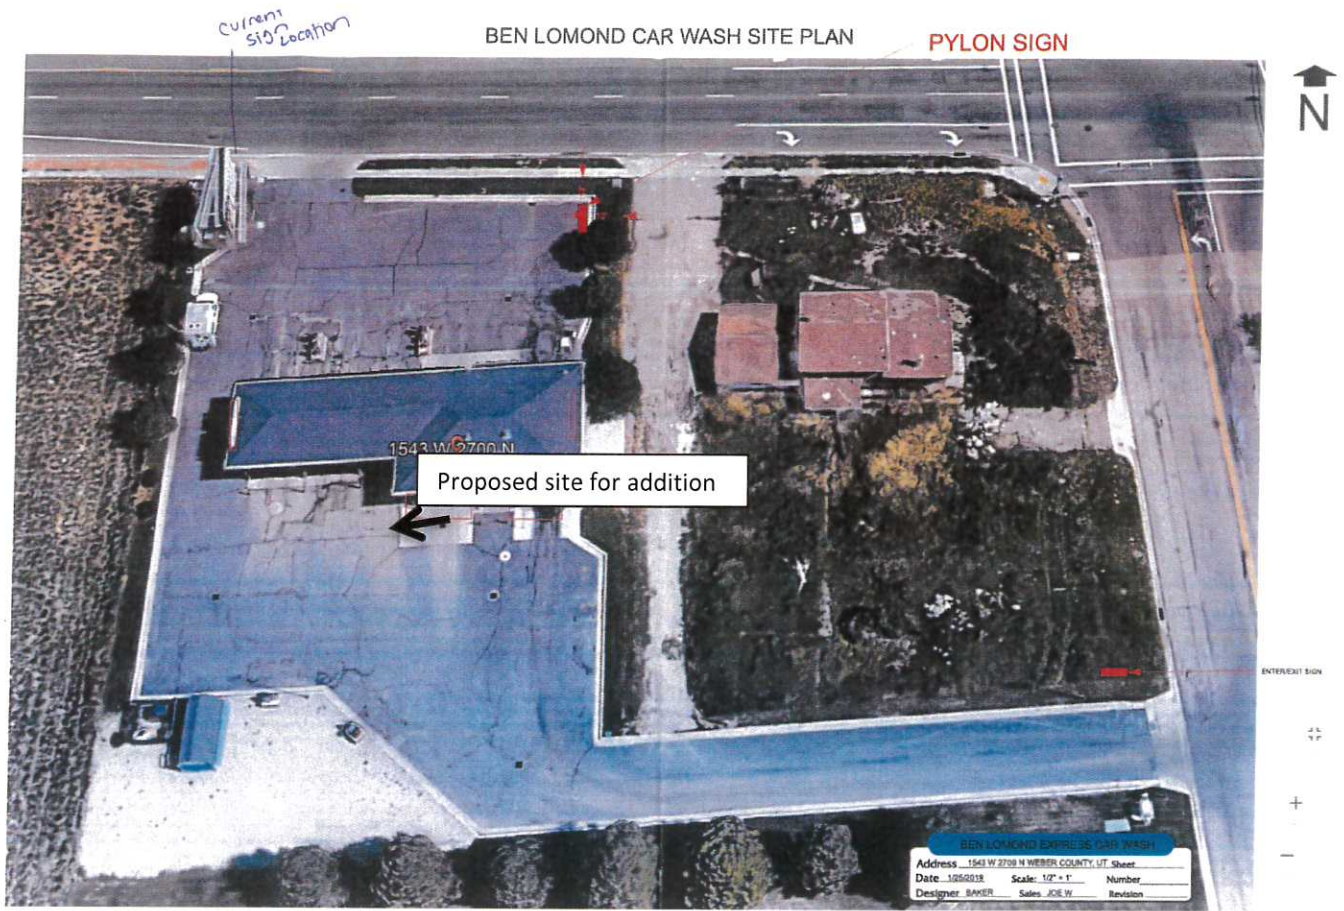 current
sign location
BEN LOMOND CAR WASH SITE PLAN
PYLON SIGN
N
1543 W 2700 N
Proposed site for addition
ENTER/EXIT SIGN
BEN LOMOND EXPRESS CAR WASH
Address 1543 W 2700 N WEBER COUNTY, UT Sheet
Date 1/25/2019 Scale: 1/2" = 1' Number
Designer BAKER Sales JOE W Revision